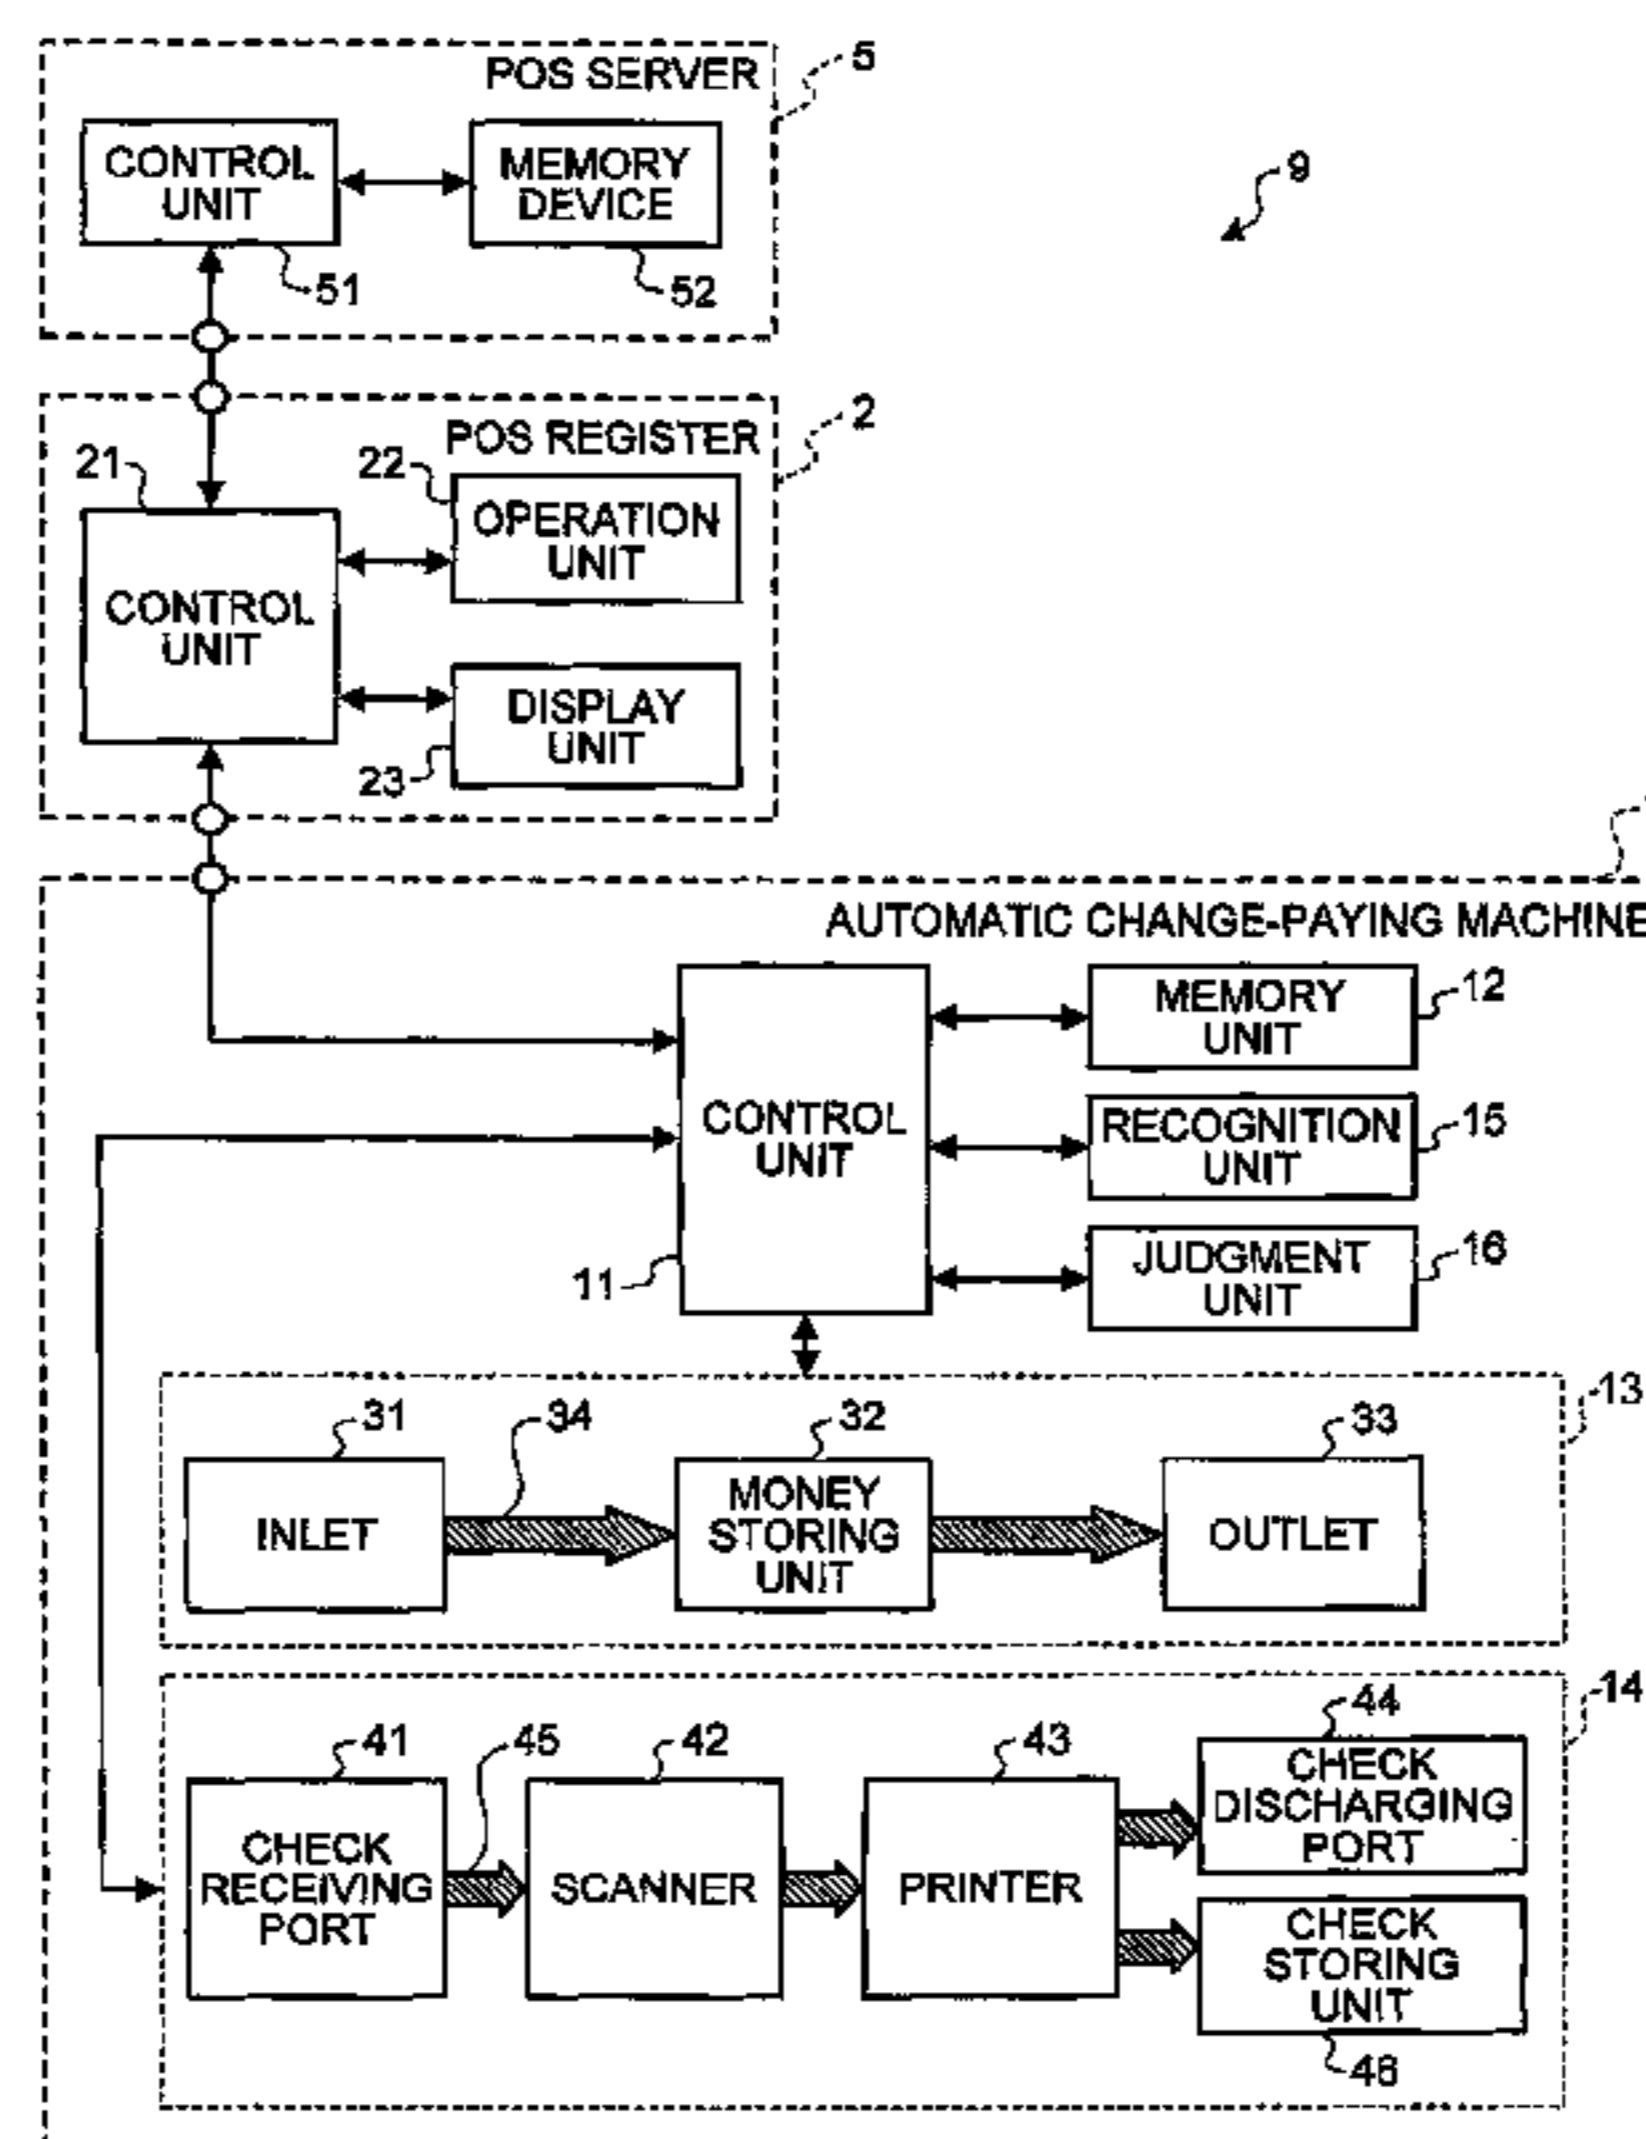 POS SERVER
5
CONTROL
UNIT
MEMORY
DEVICE
51
52
9
POS REGISTER
2
21
22
OPERATION
UNIT
CONTROL
UNIT
DISPLAY
UNIT
23
AUTOMATIC CHANGE-PAYING MACHINE
CONTROL
UNIT
11
MEMORY
UNIT
12
RECOGNITION
UNIT
15
JUDGMENT
UNIT
16
13
31
34
32
33
INLET
MONEY
STORING
UNIT
OUTLET
14
41
45
42
43
44
CHECK
RECEIVING
PORT
SCANNER
PRINTER
CHECK
DISCHARGING
PORT
CHECK
STORING
UNIT
46